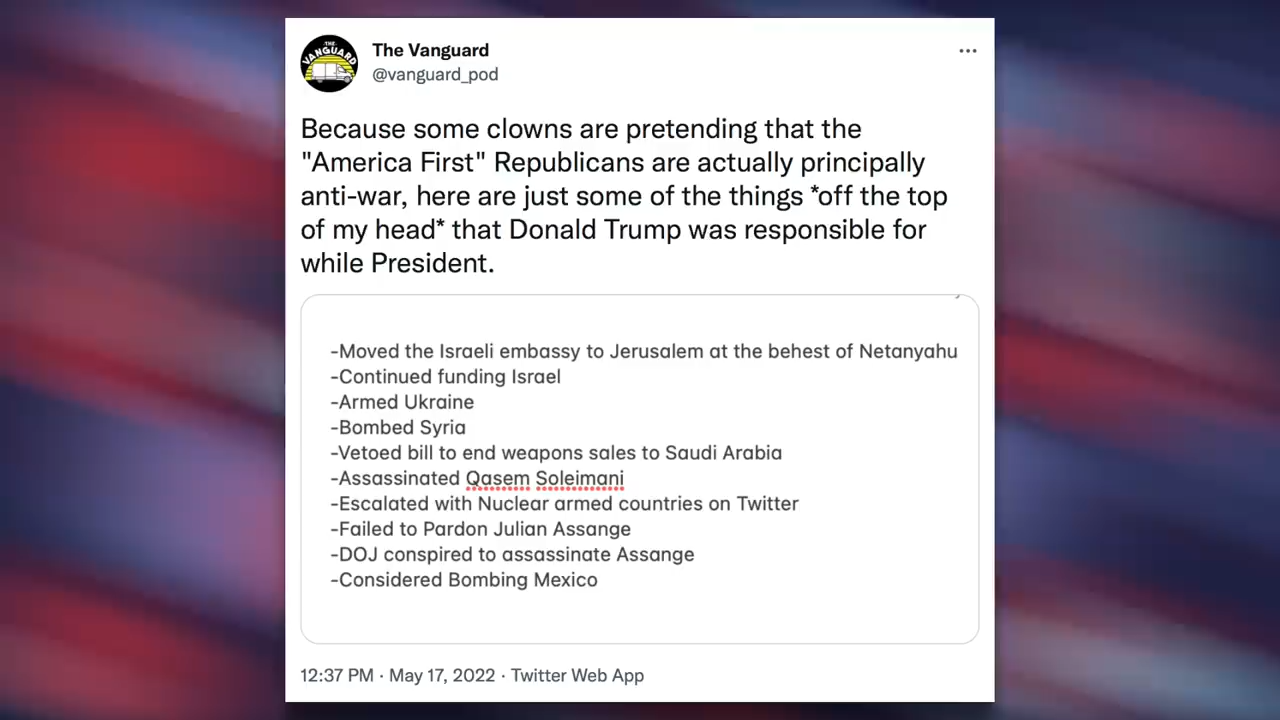 THE
VANGUARD
The Vanguard
@vanguard_pod
Because some clowns are pretending that the
"America First" Republicans are actually principally
anti-war, here are just some of the things *off the top
of my head* that Donald Trump was responsible for
while President.
-Moved the Israeli embassy to Jerusalem at the behest of Netanyahu
-Continued funding Israel
-Armed Ukraine
-Bombed Syria
-Vetoed bill to end weapons sales to Saudi Arabia
-Assassinated Qasem Soleimani
-Escalated with Nuclear armed countries on Twitter
-Failed to Pardon Julian Assange
-DOJ conspired to assassinate Assange
-Considered Bombing Mexico
12:37 PM · May 17, 2022 · Twitter Web App